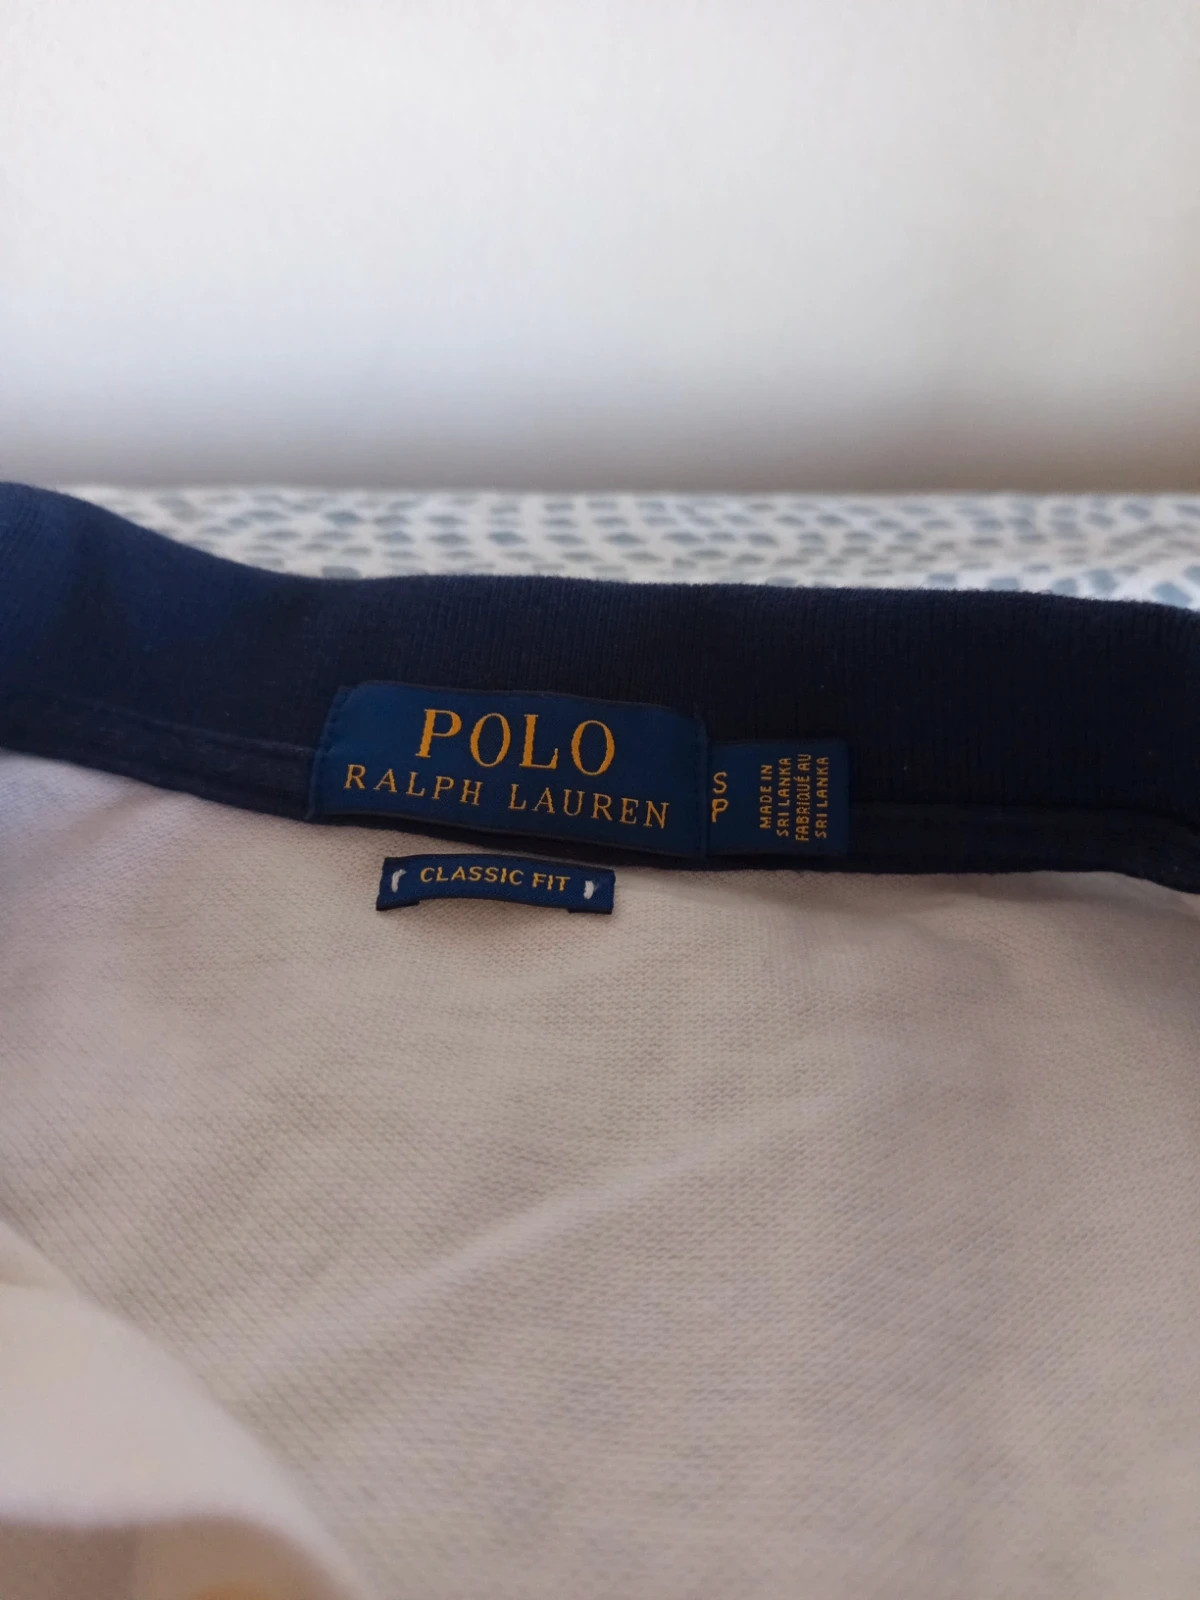 POLO
RALPH LAUREN
S
P
MADE IN
SRI LANKA
FABRIQUÉ AU
SRI LANKA
CLASSIC FIT